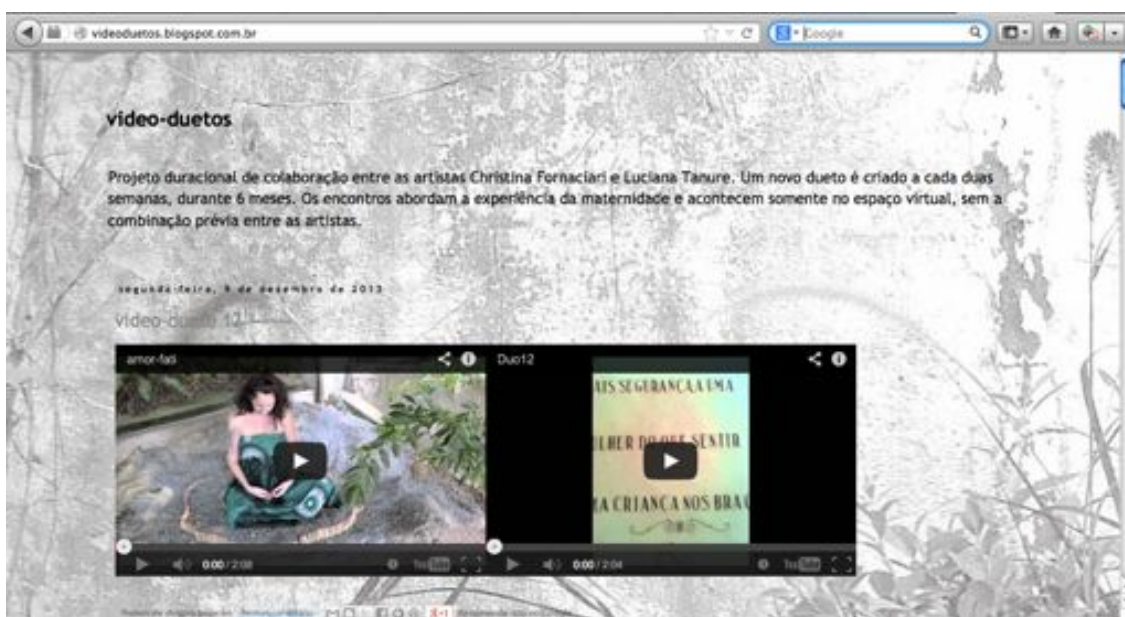 videoduetos.blogspot.com.br
Google
video-duetos
Projeto duracional de colaboração entre as artistas Christina Fornaciari e Luciana Tanure. Um novo dueto é criado a cada duas
semanas, durante 6 meses. Os encontros abordam a experiência da maternidade e acontecem somente no espaço virtual, sem a
combinação prévia entre as artistas.
segunda-feira, 9 de dezembro de 2013
video-dueto 12
amor-fati
Duo12
AIS SEGURANÇA A UMA
LHER DO QUE SENTIR
A CRIANÇA NOS BRA
0:00 / 2:08
YouTube
0:00 / 2:04
YouTube